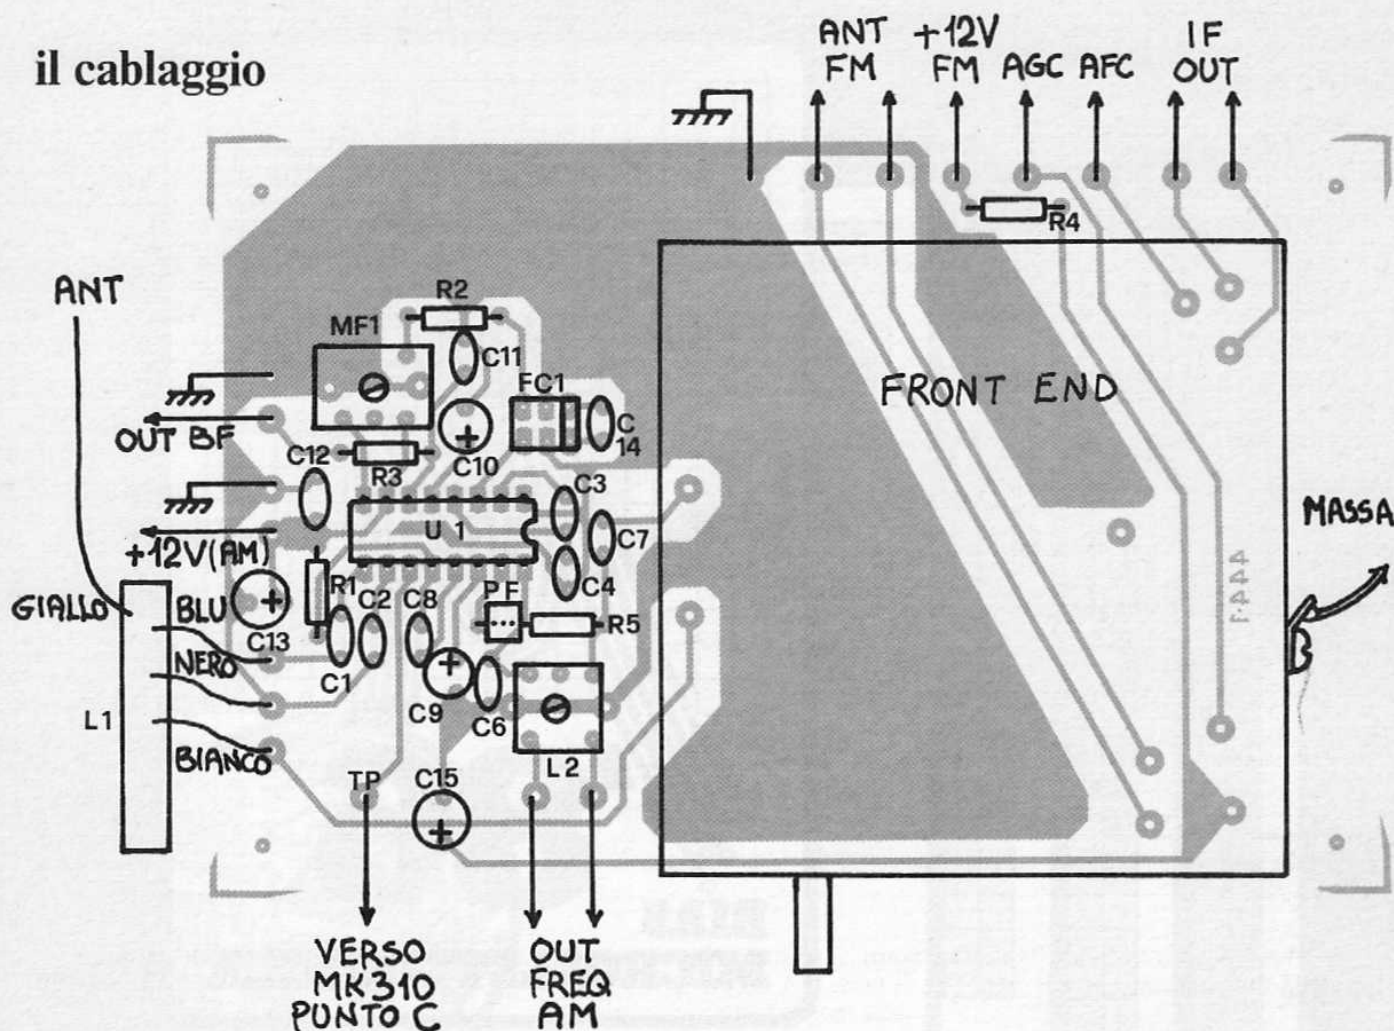 il cablaggio
ANT FM
+12V FM
AGC
AFC
IF OUT
R4
ANT
R2
MF1
C11
FC1
FRONT END
OUT BF
C12
R3
C10
C 14
C3
MASSA
U 1
C7
+12V(AM)
C4
4441
GIALLO
BLU
R1
C2
C8
PF
R5
C13
NERO
C1
C9
C6
L1
BIANCO
L2
TP
C15
VERSO
MK310
PUNTO C
OUT
FREQ
AM